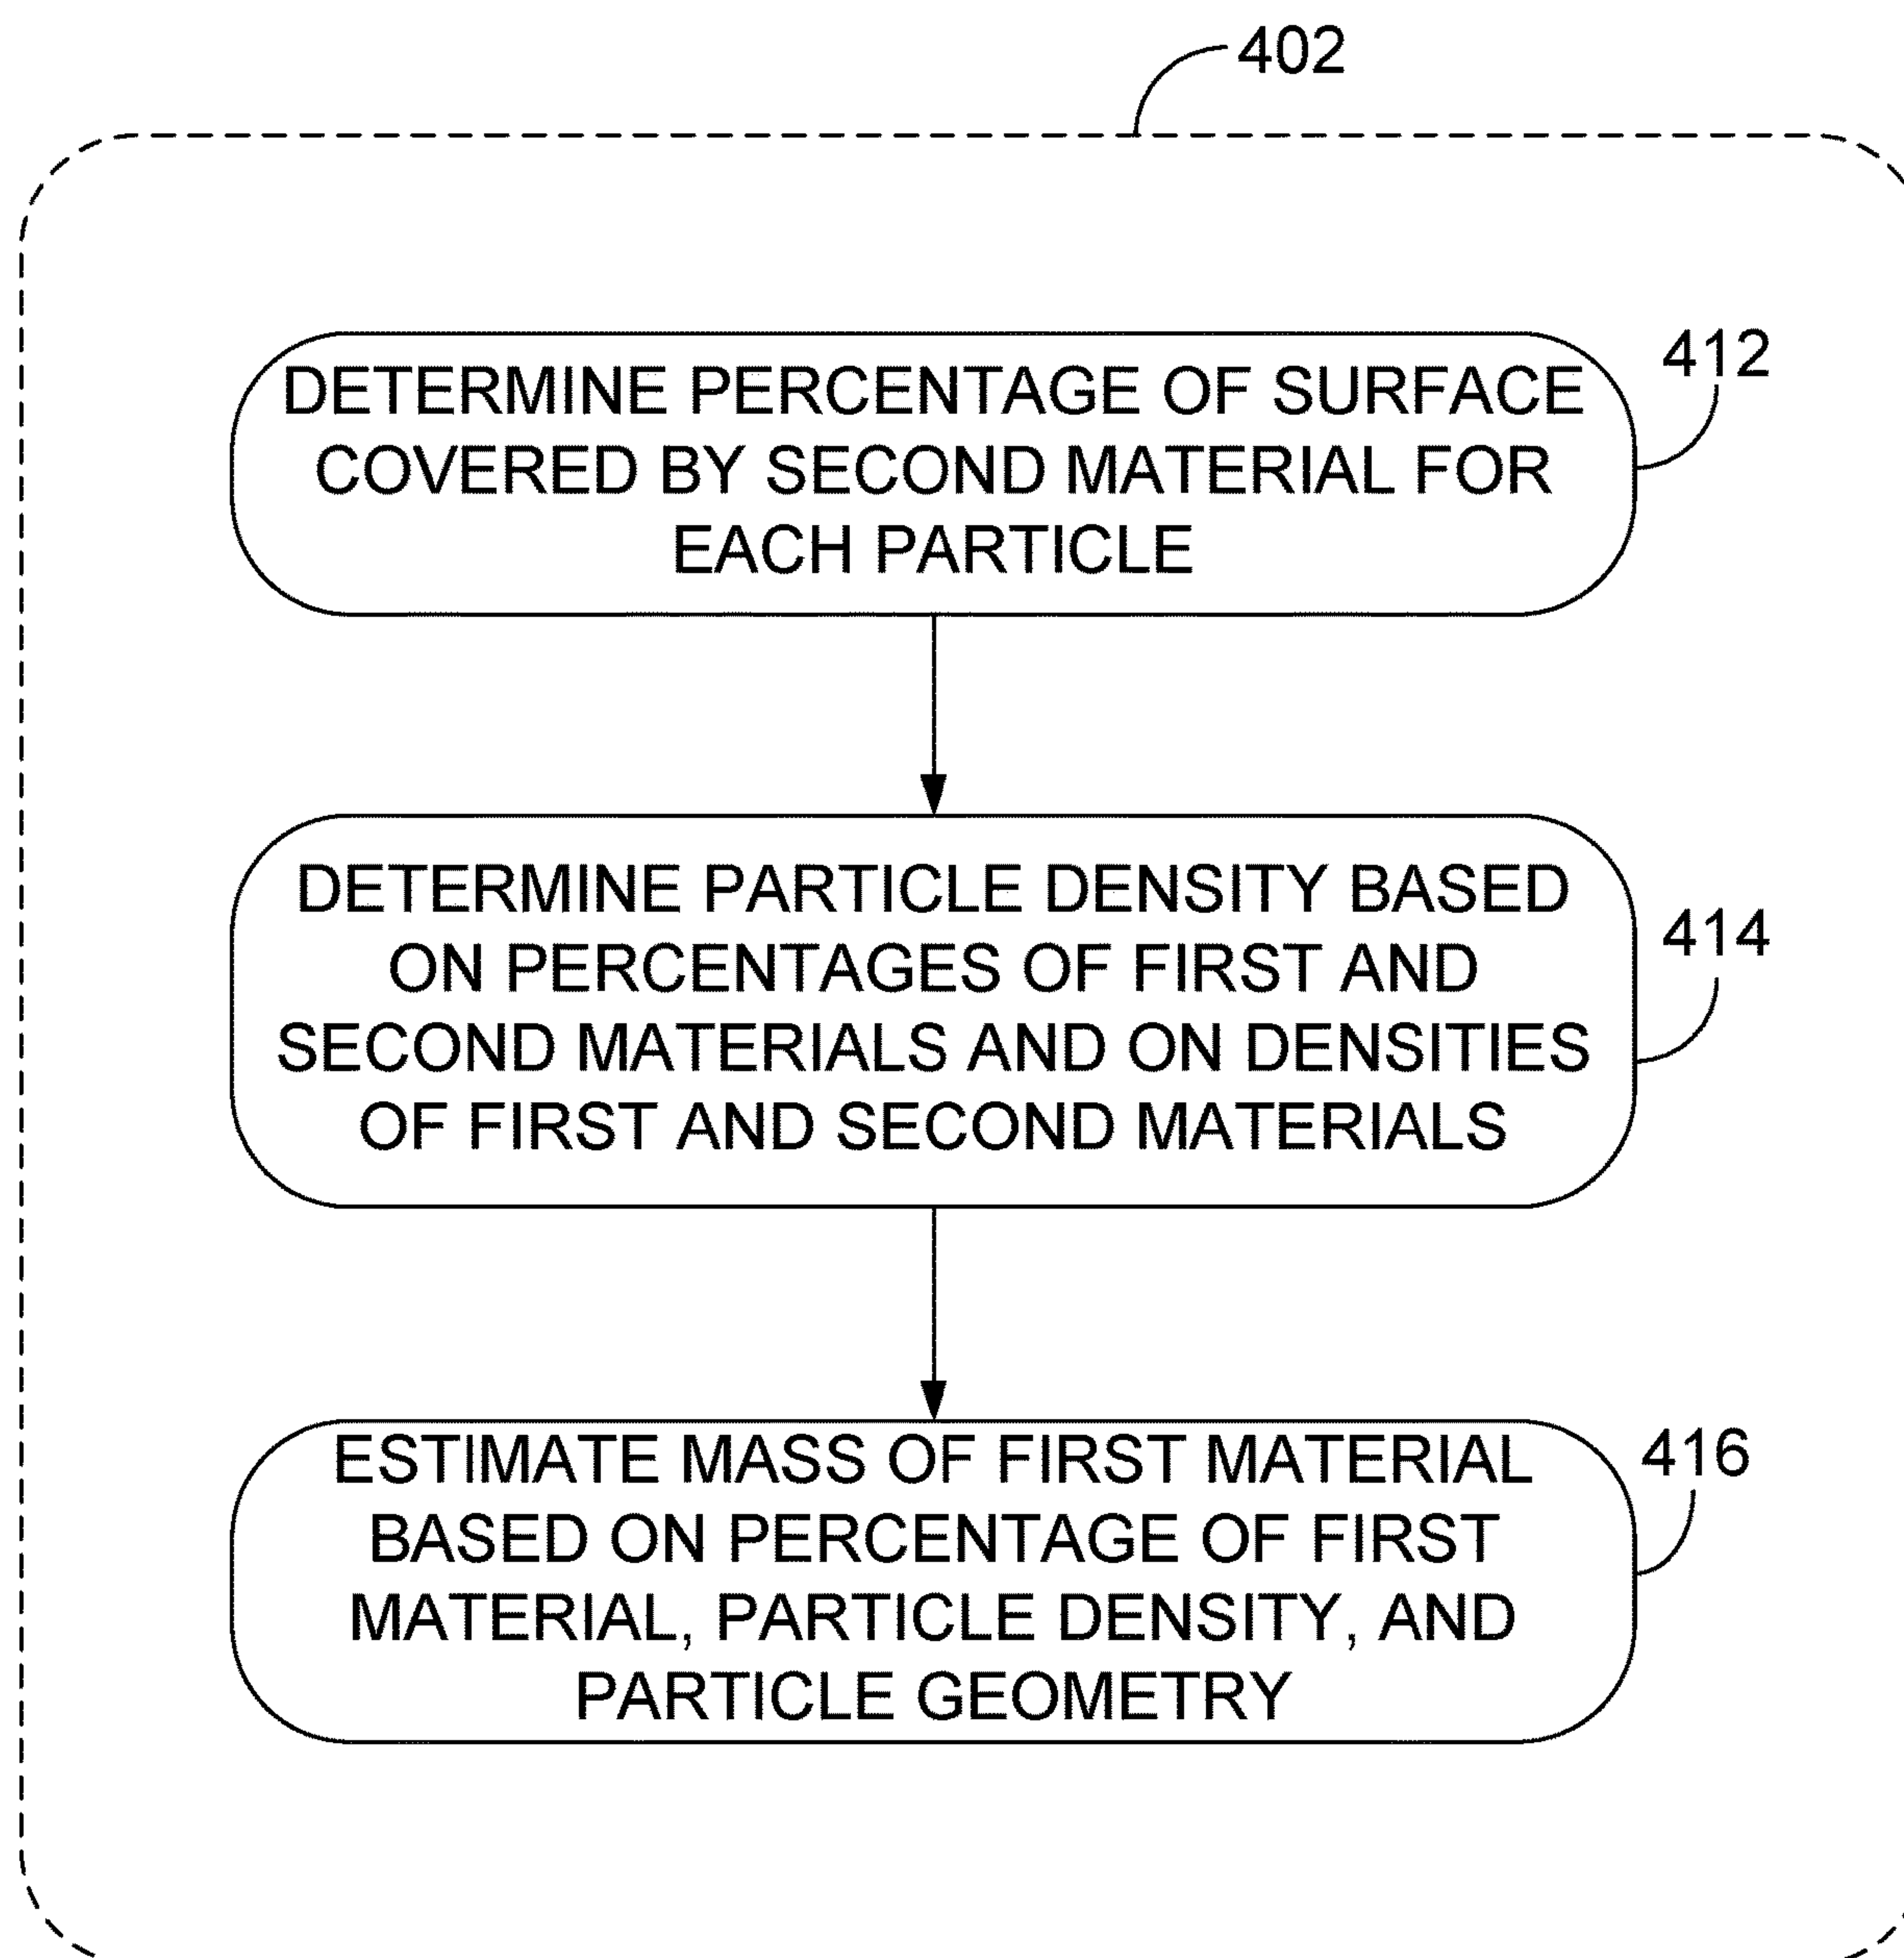 402
DETERMINE PERCENTAGE OF SURFACE
COVERED BY SECOND MATERIAL FOR
EACH PARTICLE
412
DETERMINE PARTICLE DENSITY BASED
ON PERCENTAGES OF FIRST AND
SECOND MATERIALS AND ON DENSITIES
OF FIRST AND SECOND MATERIALS
414
ESTIMATE MASS OF FIRST MATERIAL
BASED ON PERCENTAGE OF FIRST
MATERIAL, PARTICLE DENSITY, AND
PARTICLE GEOMETRY
416